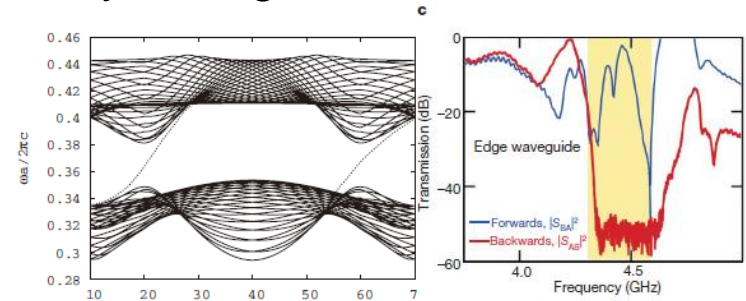 c
0.46
0.44
0.42
0.4
0.38
0.36
0.34
0.32
0.3
0.28
ωa/2πc
10 20 30 40 50 60 7
0
−20
−40
−60
Transmission (dB)
Edge waveguide
Forwards, |S_BA|²
Backwards, |S_AB|²
4.0 4.5
Frequency (GHz)